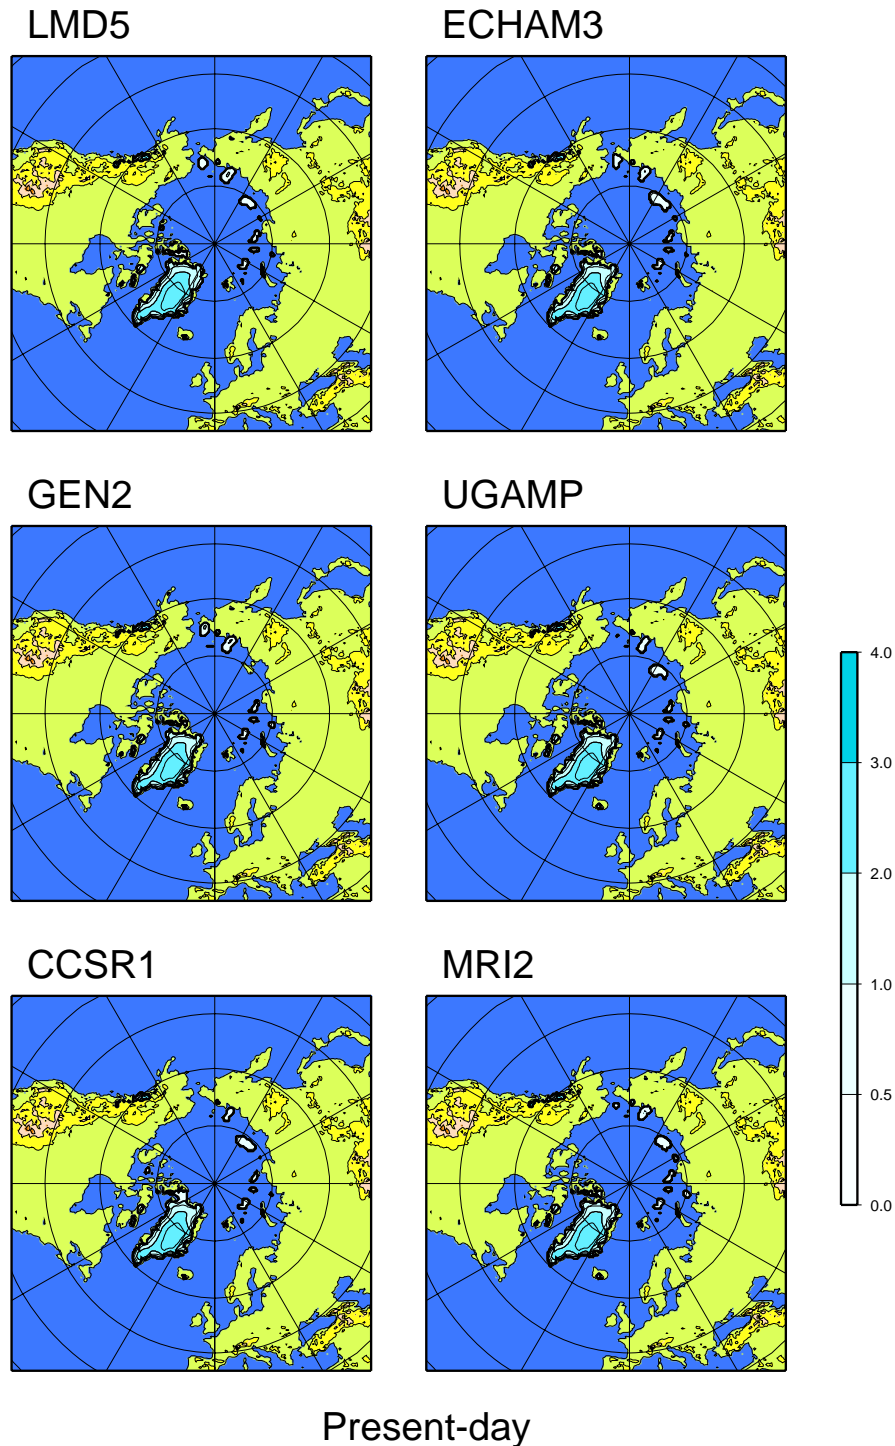 LMD5
ECHAM3
GEN2
UGAMP
4.0
3.0
2.0
1.0
0.5
0.0
CCSR1
MRI2
Present-day